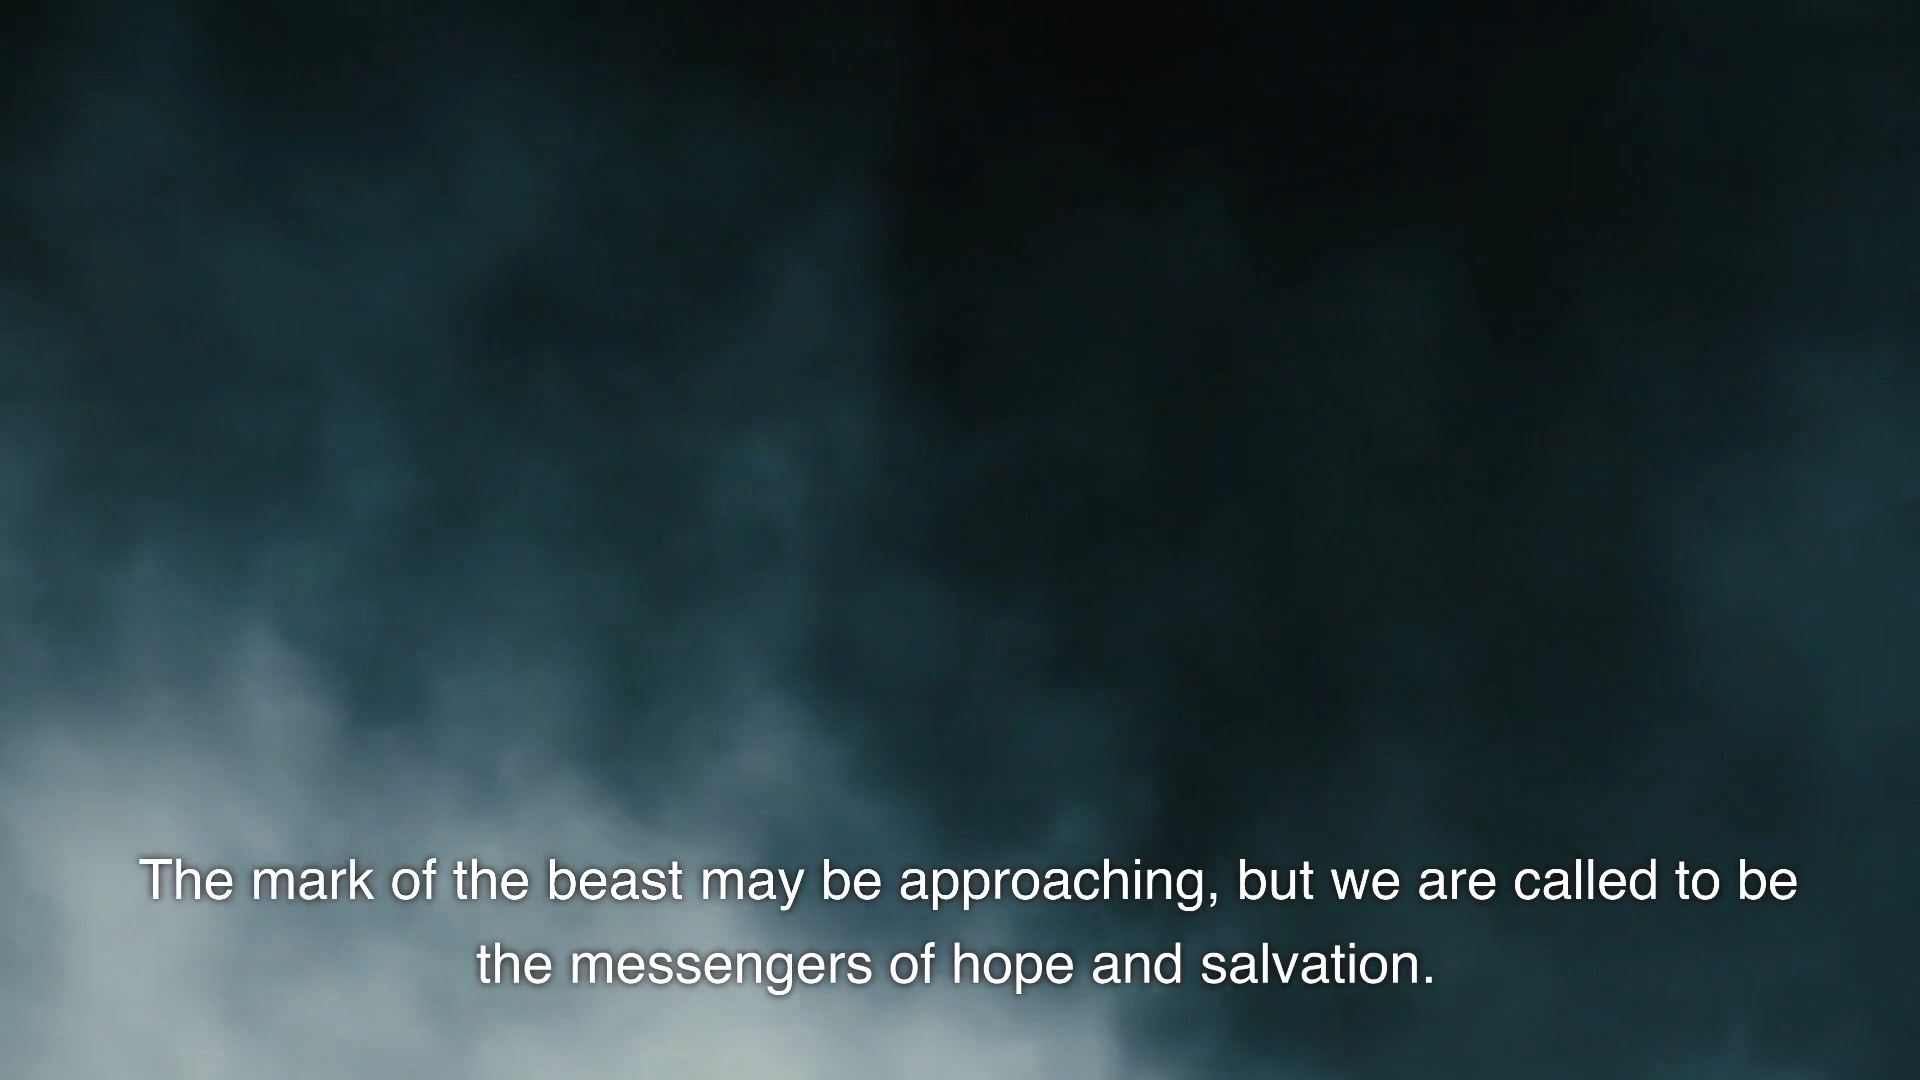 The mark of the beast may be approaching, but we are called to be
the messengers of hope and salvation.